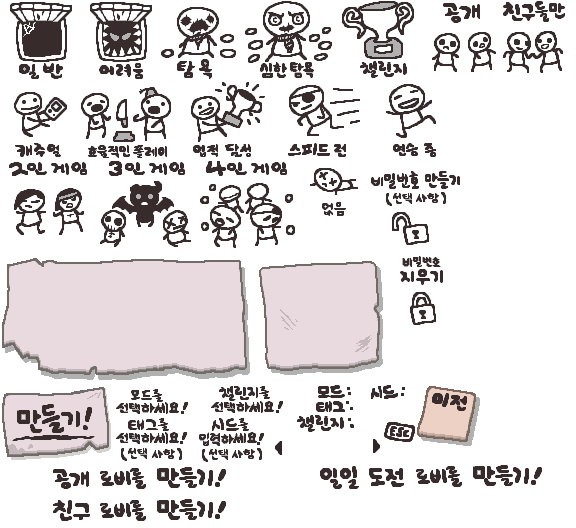 공개 친구들만
일반 어려움 탐욕 심한탐욕 챌린지
캐주얼 효율적인 플레이 업적 달성 스피드 런 연승 중
2인 게임 3인 게임 4인 게임
없음
비밀번호 만들기
(선택 사항)
비밀번호
지우기
만들기!
모드를
선택하세요!
태그를
선택하세요!
(선택 사항)
챌린지를
선택하세요!
시드를
입력하세요!
(선택 사항)
모드:
태그:
챌린지:
시드:
이전
ESC
공개 로비를 만들기!
일일 도전 로비를 만들기!
친구 로비를 만들기!